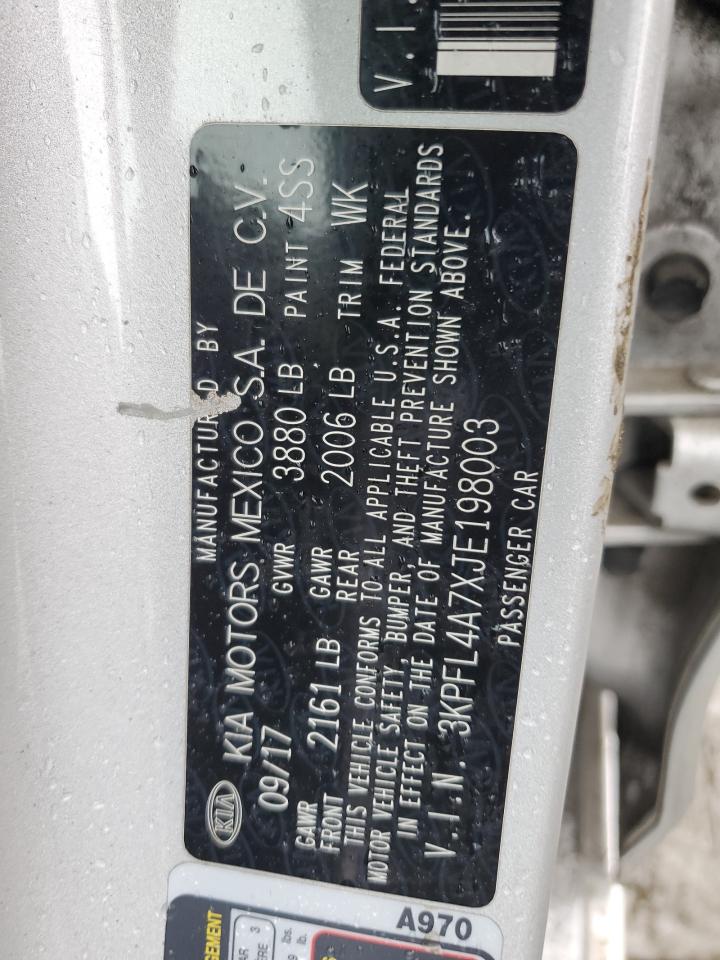 V.I.
MANUFACTURED BY
KIA KIA MOTORS MEXICO S.A. DE C.V.
09/17 GVWR 3880 LB PAINT 4SS
GAWR FRONT 2161 LB GAWR REAR 2006 LB TRIM WK
THIS VEHICLE CONFORMS TO ALL APPLICABLE U.S.A. FEDERAL
MOTOR VEHICLE SAFETY, BUMPER, AND THEFT PREVENTION STANDARDS
IN EFFECT ON THE DATE OF MANUFACTURE SHOWN ABOVE.
V.I.N. 3KPFL4A7XJE198003
PASSENGER CAR
A970